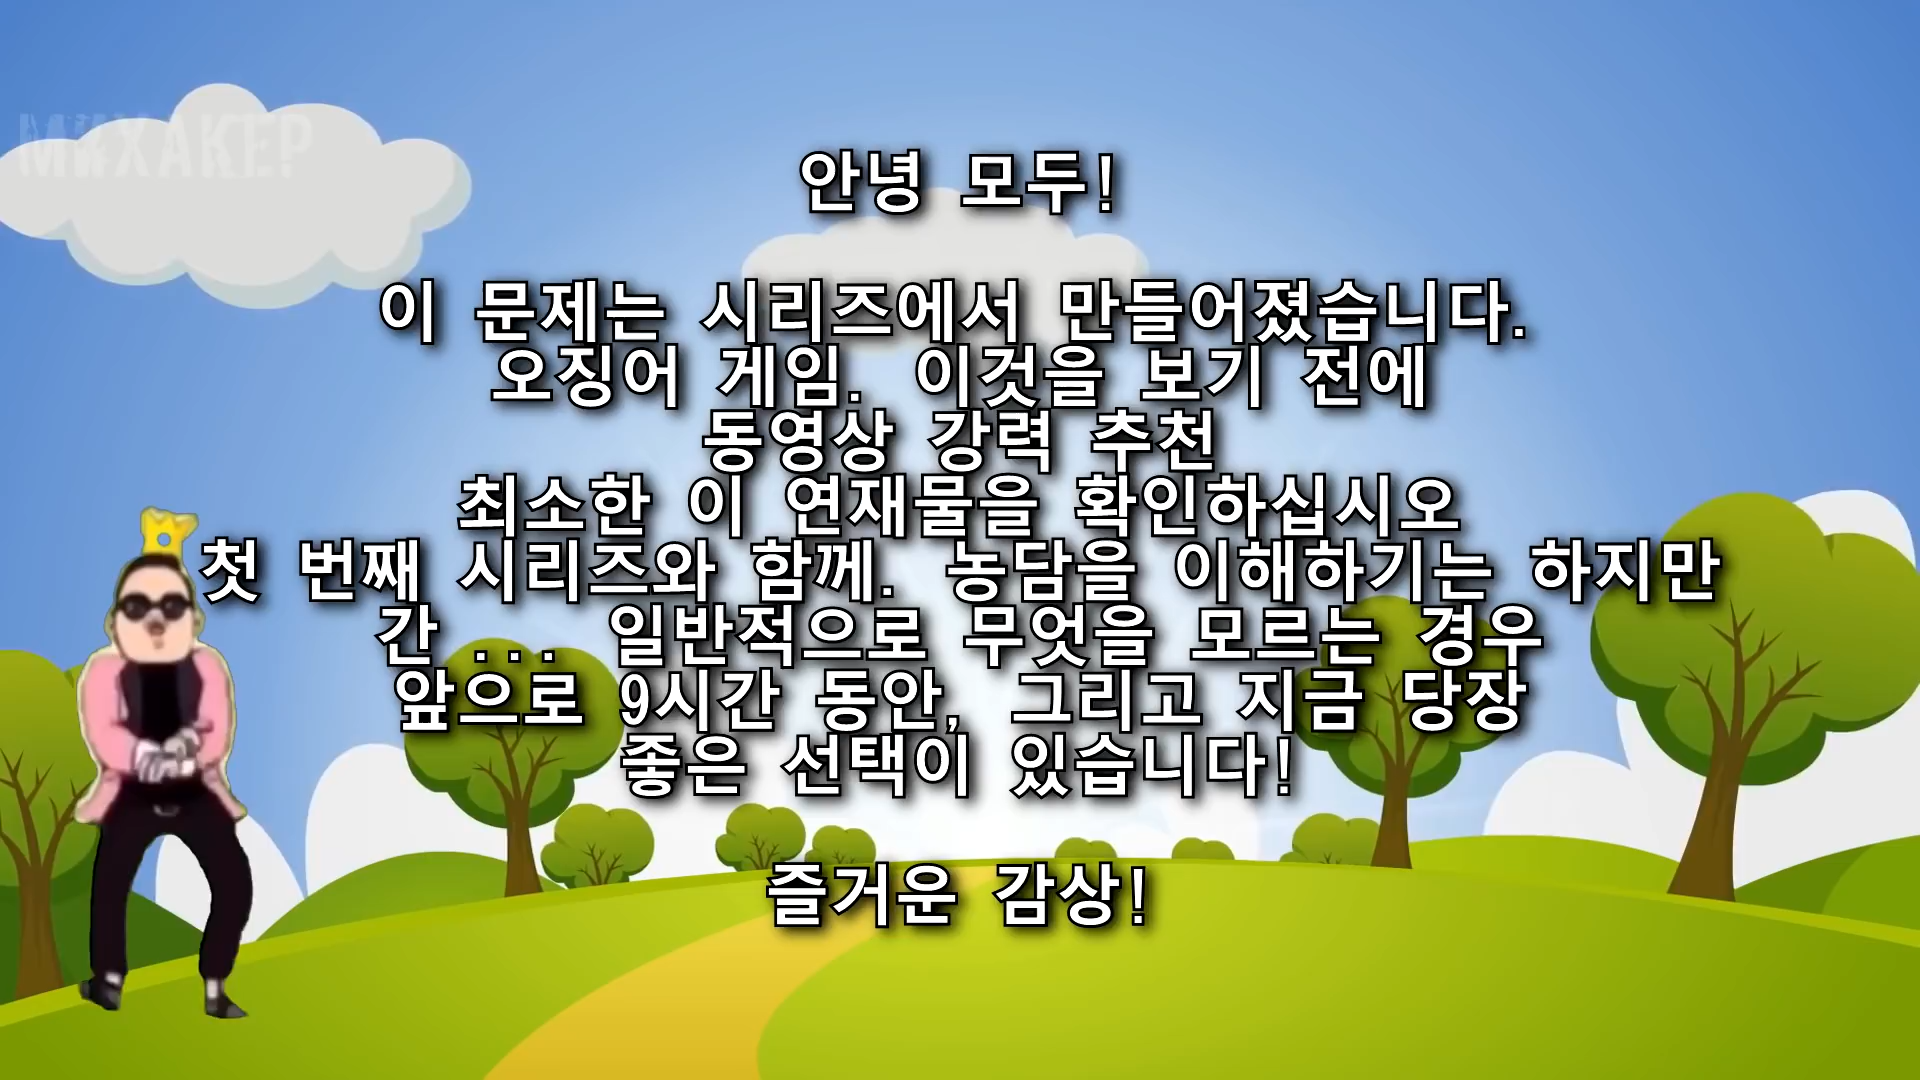 МИХАКЕР
안녕 모두!
이 문제는 시리즈에서 만들어졌습니다.
오징어 게임. 이것을 보기 전에
동영상 강력 추천
최소한 이 연재물을 확인하십시오
첫 번째 시리즈와 함께. 농담을 이해하기는 하지만
간 ... 일반적으로 무엇을 모르는 경우
앞으로 9시간 동안, 그리고 지금 당장
좋은 선택이 있습니다!
즐거운 감상!